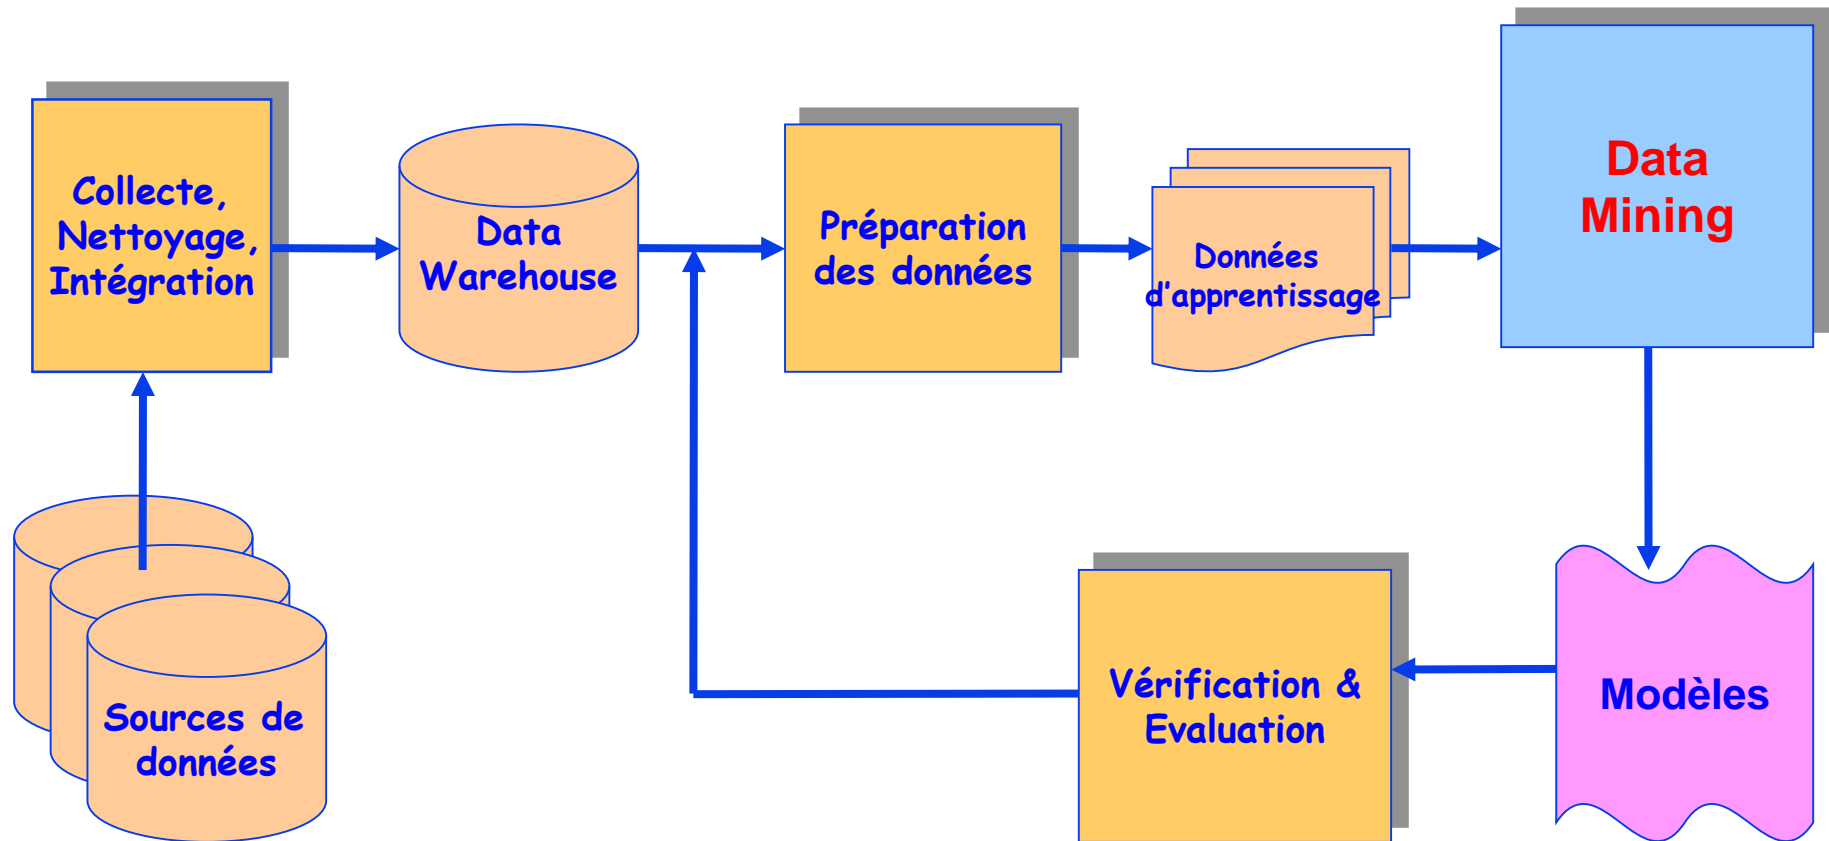 Collecte,
Nettoyage,
Intégration
Data
Warehouse
Préparation
des données
Données
d'apprentissage
Data
Mining
Sources de
données
Vérification &
Evaluation
Modèles